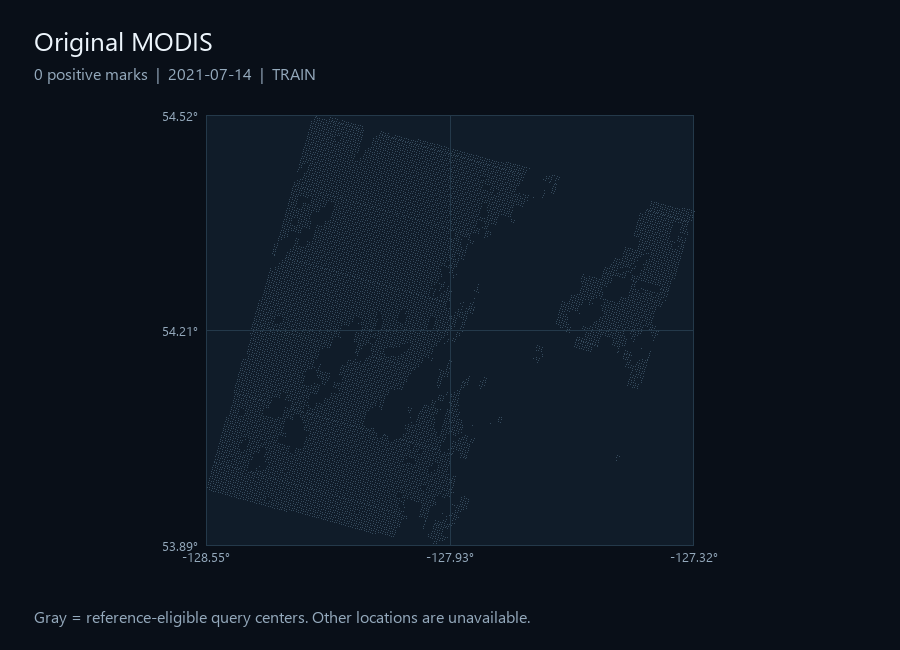 Original MODIS
0 positive marks | 2021-07-14 | TRAIN
54.52°
54.21°
53.89°
-128.55°
-127.93°
-127.32°
Gray = reference-eligible query centers. Other locations are unavailable.